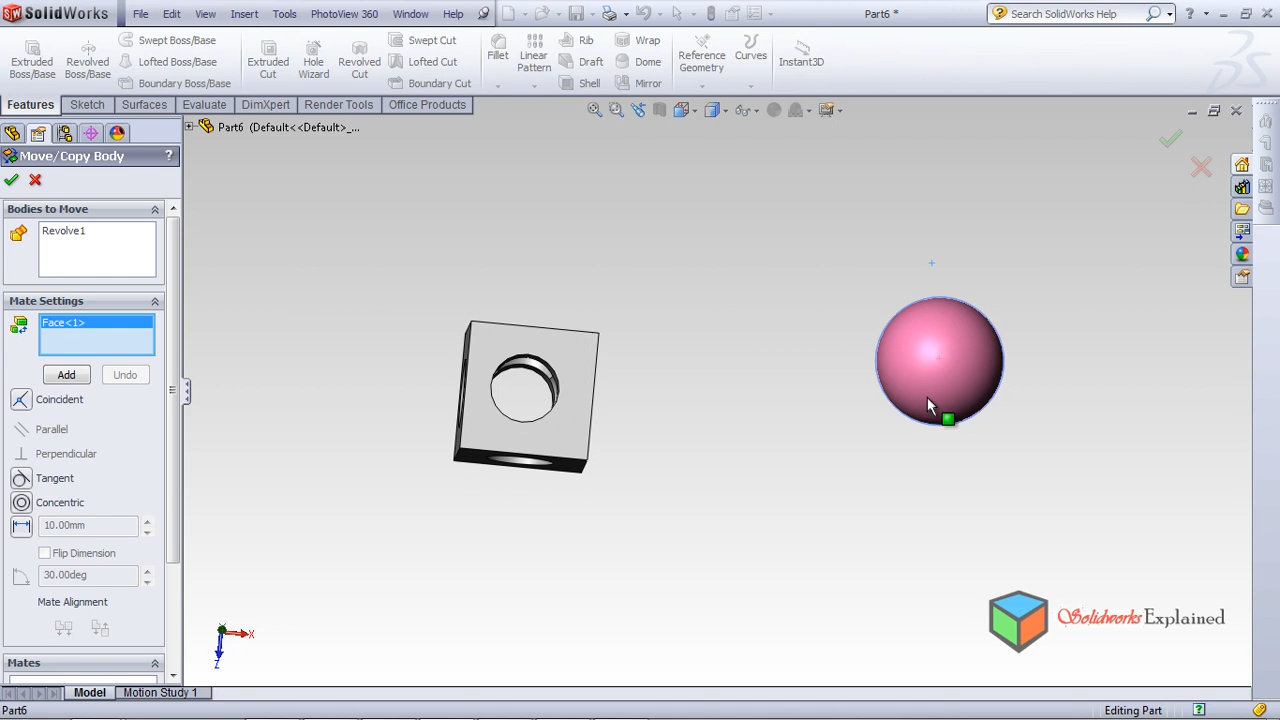 SolidWorks File Edit View Insert Tools PhotoView 360 Window Help Part6 * Search SolidWorks Help
Extruded Boss/Base
Revolved Boss/Base
Swept Boss/Base
Lofted Boss/Base
Boundary Boss/Base
Extruded Cut
Hole Wizard
Revolved Cut
Swept Cut
Lofted Cut
Boundary Cut
Fillet
Linear Pattern
Rib
Draft
Shell
Wrap
Dome
Mirror
Reference Geometry
Curves
Instant3D
Features Sketch Surfaces Evaluate DimXpert Render Tools Office Products
Part6 (Default<<Default>_...
Move/Copy Body ?
Bodies to Move
Revolve1
Mate Settings
Face<1>
Add Undo
Coincident
Parallel
Perpendicular
Tangent
Concentric
10.00mm
Flip Dimension
30.00deg
Mate Alignment
Mates
X
Z
Solidworks Explained
Model Motion Study 1
Part6 Editing Part